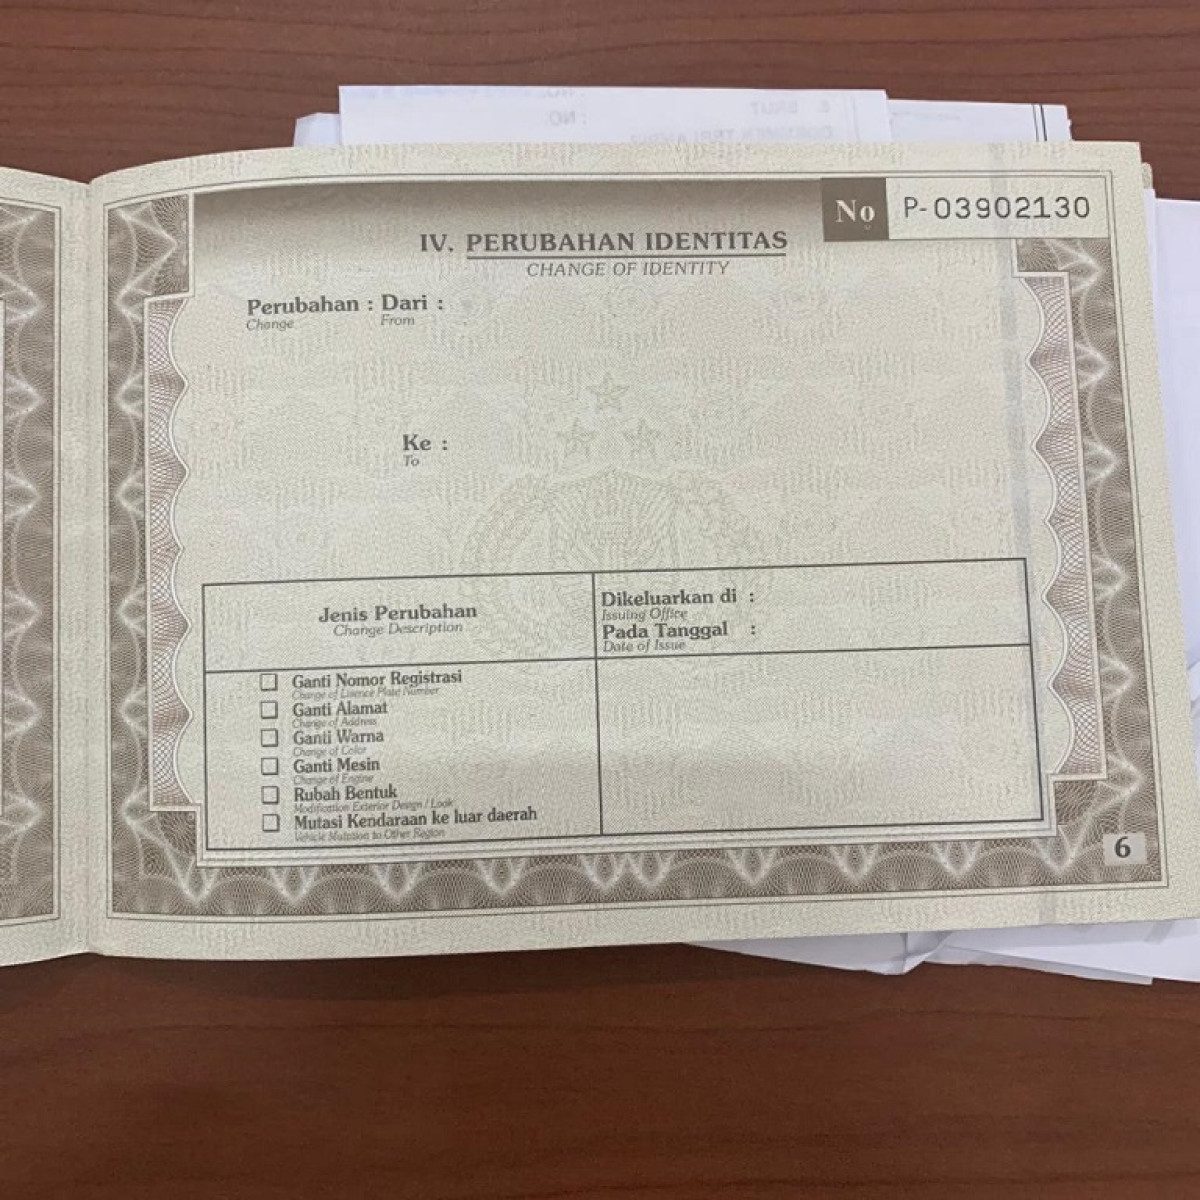 No P-03902130
IV. PERUBAHAN IDENTITAS
CHANGE OF IDENTITY
Perubahan : Dari :
Change From
Ke :
To
Jenis Perubahan
Change Description
Dikeluarkan di :
Issuing Office
Pada Tanggal :
Date of Issue
Ganti Nomor Registrasi
Change of Lisence Plate Number
Ganti Alamat
Change of Address
Ganti Warna
Change of Color
Ganti Mesin
Change of Engine
Rubah Bentuk
Modification Exterior Design / Look
Mutasi Kendaraan ke luar daerah
Vehicle Mutation to Other Region
6